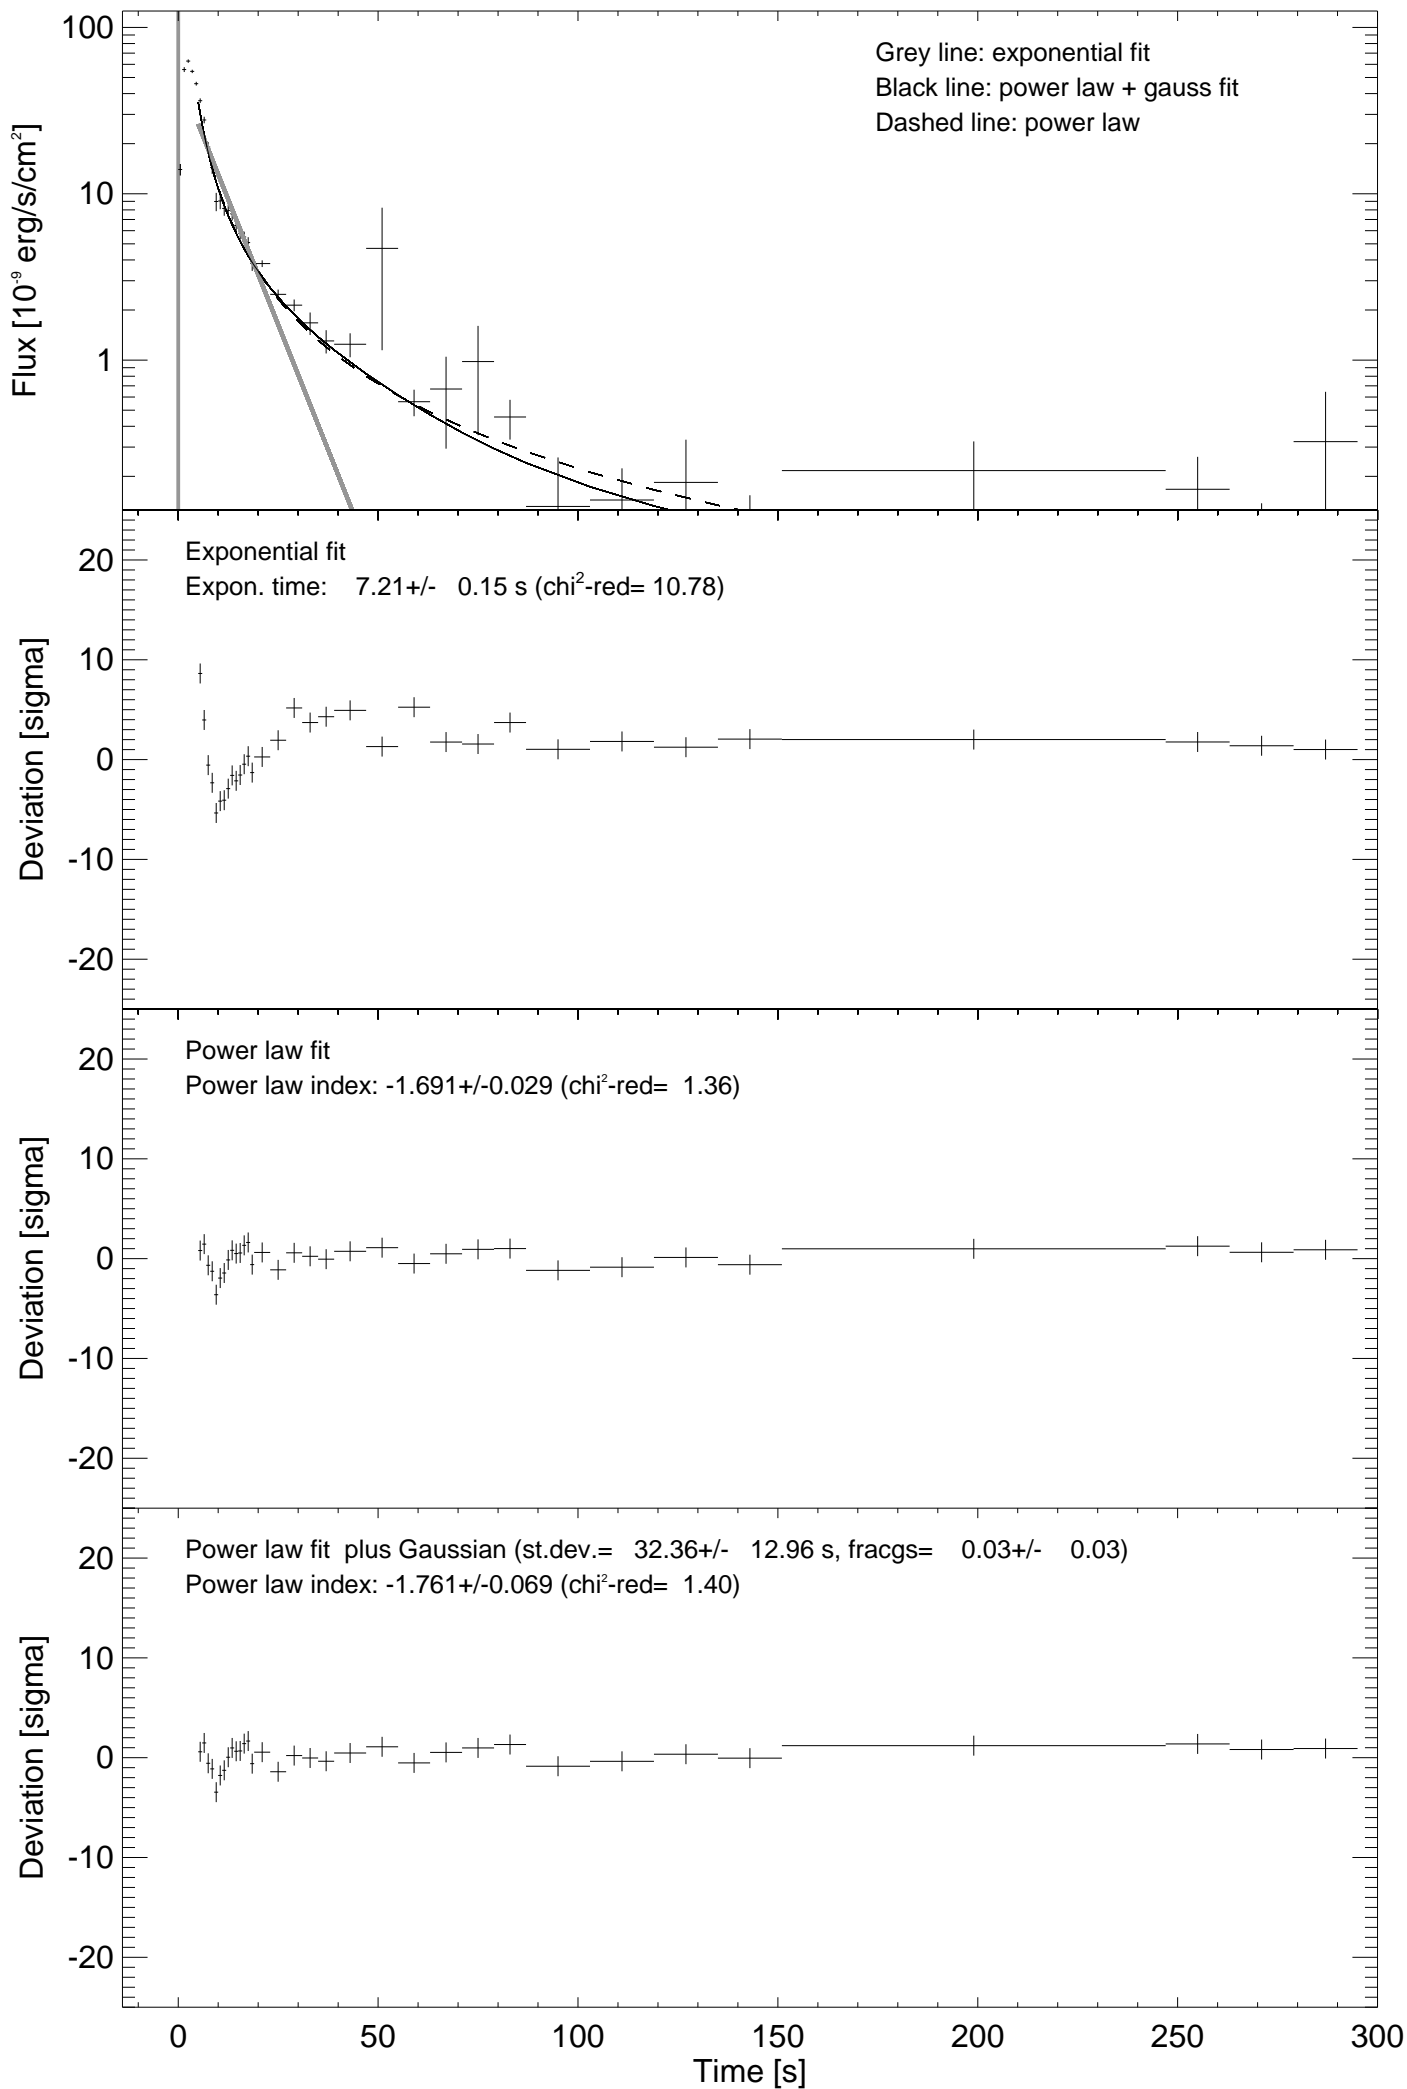 100
10
1
Flux [10⁻⁹ erg/s/cm²]
Grey line: exponential fit
Black line: power law + gauss fit
Dashed line: power law
20
10
0
-10
-20
Deviation [sigma]
Exponential fit
Expon. time: 7.21+/- 0.15 s (chi²-red= 10.78)
20
10
0
-10
-20
Deviation [sigma]
Power law fit
Power law index: -1.691+/-0.029 (chi²-red= 1.36)
20
10
0
-10
-20
Deviation [sigma]
Power law fit plus Gaussian (st.dev.= 32.36+/- 12.96 s, fracgs= 0.03+/- 0.03)
Power law index: -1.761+/-0.069 (chi²-red= 1.40)
0 50 100 150 200 250 300
Time [s]